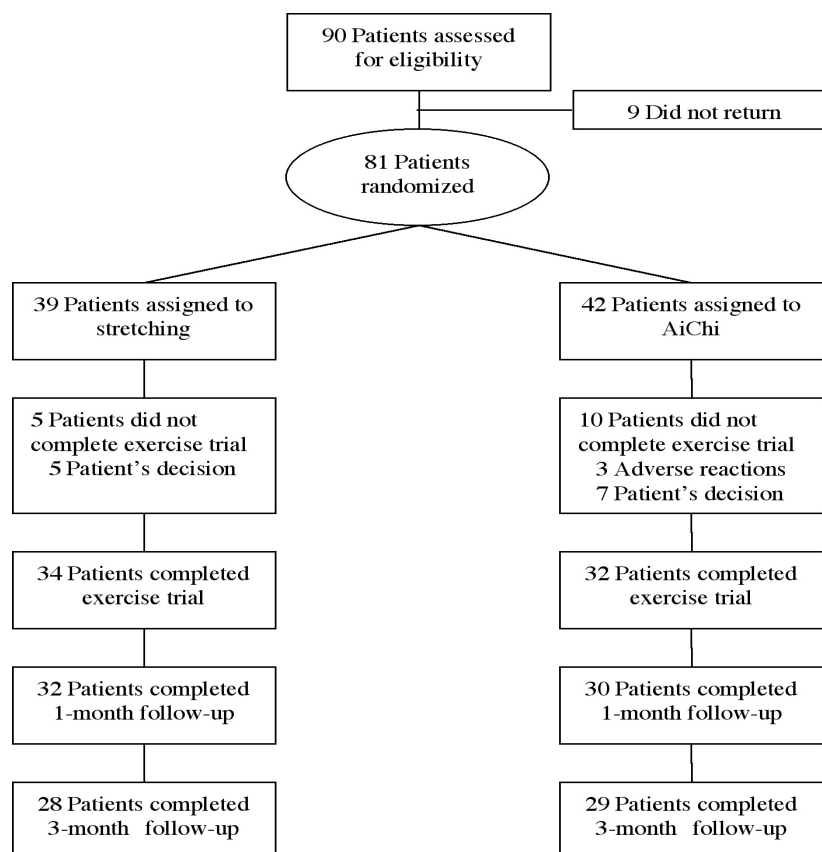 90 Patients assessed
for eligibility
9 Did not return
81 Patients
randomized
39 Patients assigned to
stretching
42 Patients assigned to
AiChi
5 Patients did not
complete exercise trial
5 Patient's decision
10 Patients did not
complete exercise trial
3 Adverse reactions
7 Patient's decision
34 Patients completed
exercise trial
32 Patients completed
exercise trial
32 Patients completed
1-month follow-up
30 Patients completed
1-month follow-up
28 Patients completed
3-month follow-up
29 Patients completed
3-month follow-up